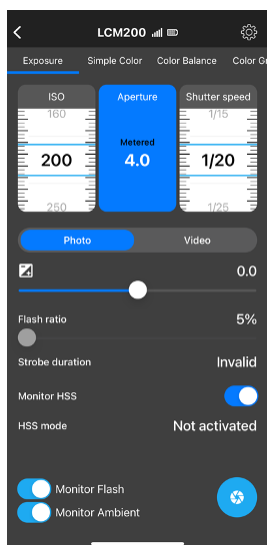 LCM200
Exposure Simple Color Color Balance Color Gr
ISO Aperture Shutter speed
160 1/15
Metered
200 4.0 1/20
250 1/25
Photo Video
0.0
Flash ratio 5%
Strobe duration Invalid
Monitor HSS
HSS mode Not activated
Monitor Flash
Monitor Ambient